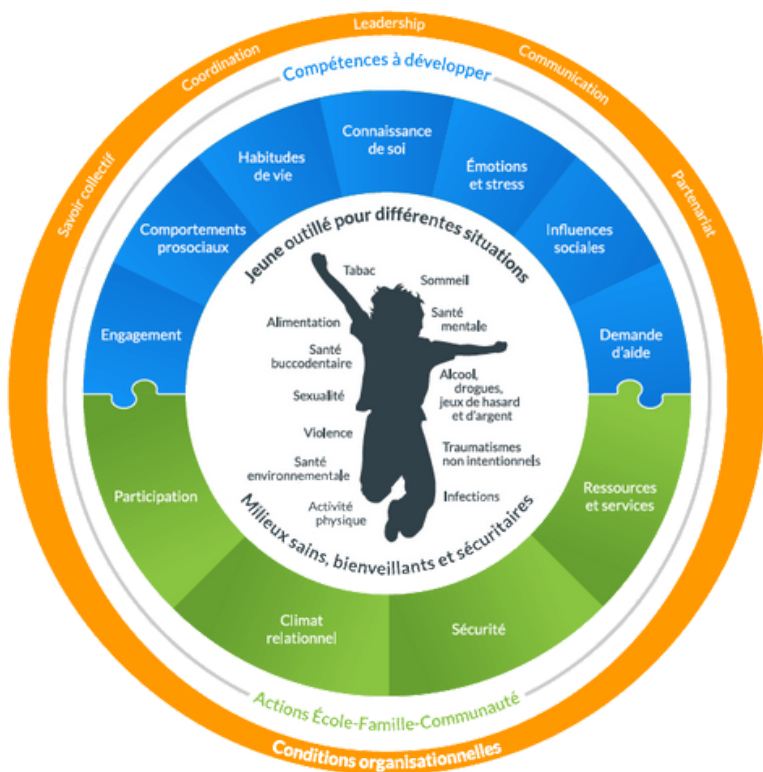 Leadership
Coordination
Communication
Savoir collectif
Partenariat
Compétences à développer
Connaissance
de soi
Habitudes
de vie
Émotions
et stress
Comportements
prosociaux
Influences
sociales
Engagement
Demande
d'aide
Jeune outillé pour différentes situations
Tabac
Sommeil
Alimentation
Santé
mentale
Santé
buccodentaire
Alcool,
drogues,
jeux de hasard
et d'argent
Sexualité
Violence
Traumatismes
non intentionnels
Santé
environnementale
Infections
Activité
physique
Milieux sains, bienveillants et sécuritaires
Participation
Ressources
et services
Climat
relationnel
Sécurité
Actions École-Famille-Communauté
Conditions organisationnelles